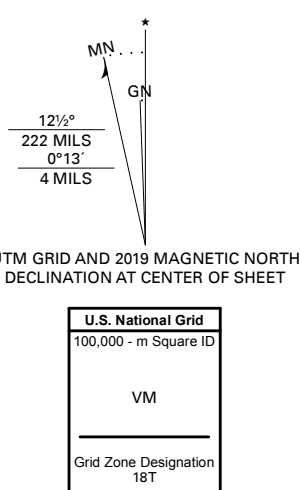 ★
MN
GN
12½°
222 MILS
0°13´
4 MILS
UTM GRID AND 2019 MAGNETIC NORTH
DECLINATION AT CENTER OF SHEET
U.S. National Grid
100,000 - m Square ID
VM
Grid Zone Designation
18T